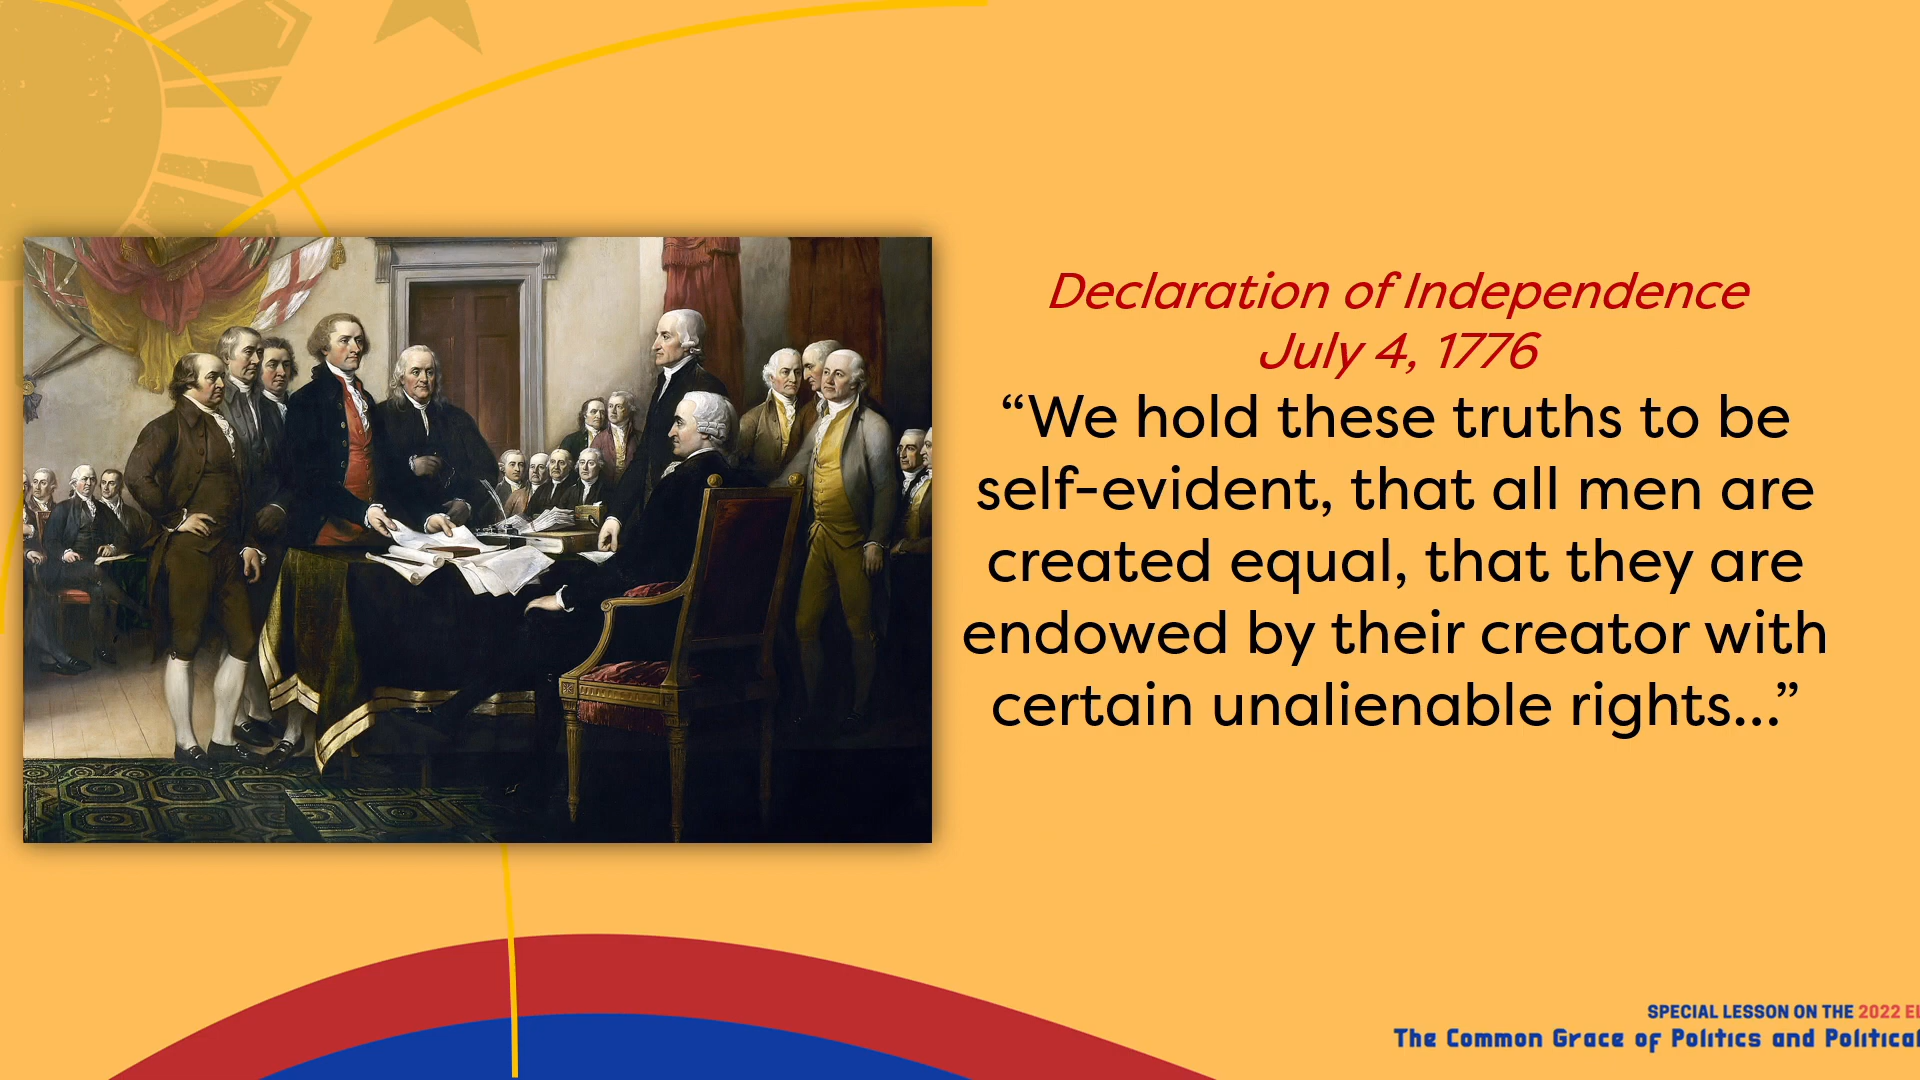 Declaration of Independence
July 4, 1776
“We hold these truths to be
self-evident, that all men are
created equal, that they are
endowed by their creator with
certain unalienable rights...”
SPECIAL LESSON ON THE 2022
The Common Grace of Politics and